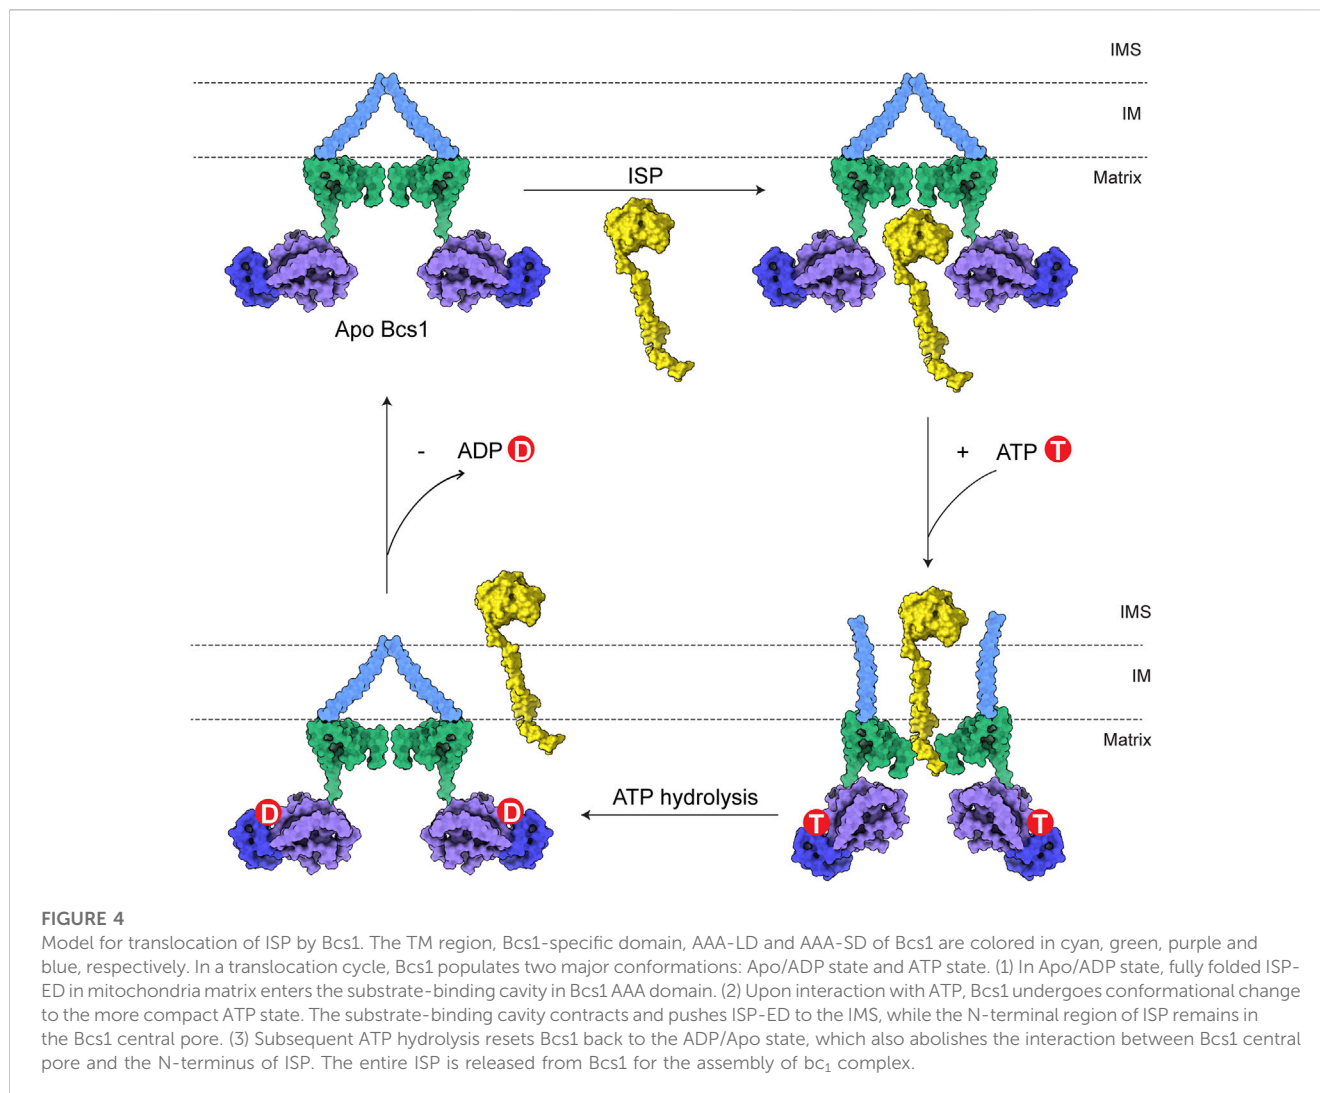 IMS
IM
Matrix
ISP
Apo Bcs1
- ADP D
+ ATP T
IMS
IM
Matrix
ATP hydrolysis
D D
T T
FIGURE 4
Model for translocation of ISP by Bcs1. The TM region, Bcs1-specific domain, AAA-LD and AAA-SD of Bcs1 are colored in cyan, green, purple and
blue, respectively. In a translocation cycle, Bcs1 populates two major conformations: Apo/ADP state and ATP state. (1) In Apo/ADP state, fully folded ISP-
ED in mitochondria matrix enters the substrate-binding cavity in Bcs1 AAA domain. (2) Upon interaction with ATP, Bcs1 undergoes conformational change
to the more compact ATP state. The substrate-binding cavity contracts and pushes ISP-ED to the IMS, while the N-terminal region of ISP remains in
the Bcs1 central pore. (3) Subsequent ATP hydrolysis resets Bcs1 back to the ADP/Apo state, which also abolishes the interaction between Bcs1 central
pore and the N-terminus of ISP. The entire ISP is released from Bcs1 for the assembly of bc₁ complex.